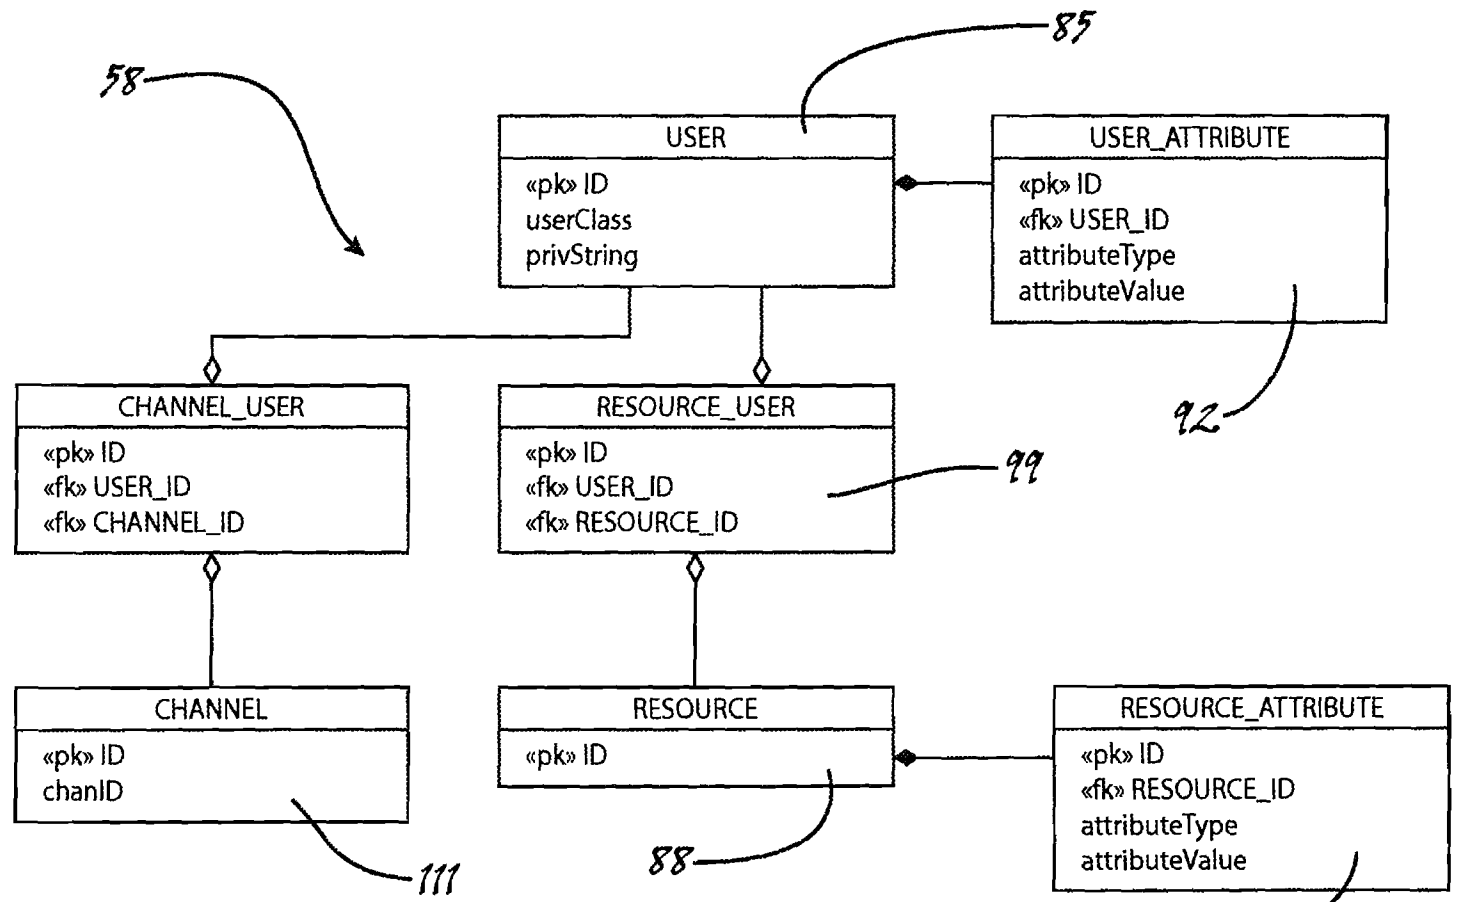 85
58
USER
«pk» ID
userClass
privString
USER_ATTRIBUTE
«pk» ID
«fk» USER_ID
attributeType
attributeValue
92
CHANNEL_USER
«pk» ID
«fk» USER_ID
«fk» CHANNEL_ID
RESOURCE_USER
«pk» ID
«fk» USER_ID
«fk» RESOURCE_ID
99
CHANNEL
«pk» ID
chanID
111
RESOURCE
«pk» ID
88
RESOURCE_ATTRIBUTE
«pk» ID
«fk» RESOURCE_ID
attributeType
attributeValue